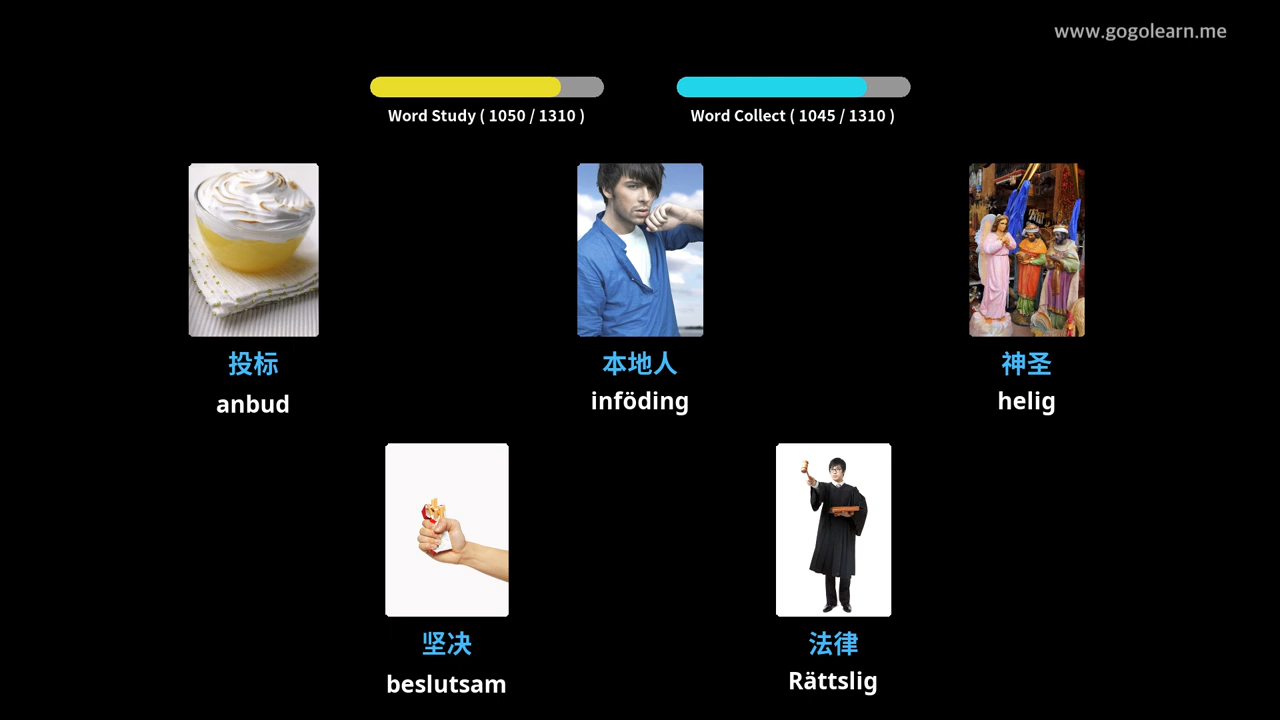 www.gogolearn.me
Word Study ( 1050 / 1310 )
Word Collect ( 1045 / 1310 )
投标
本地人
神圣
anbud
inföding
helig
坚决
法律
beslutsam
Rättslig